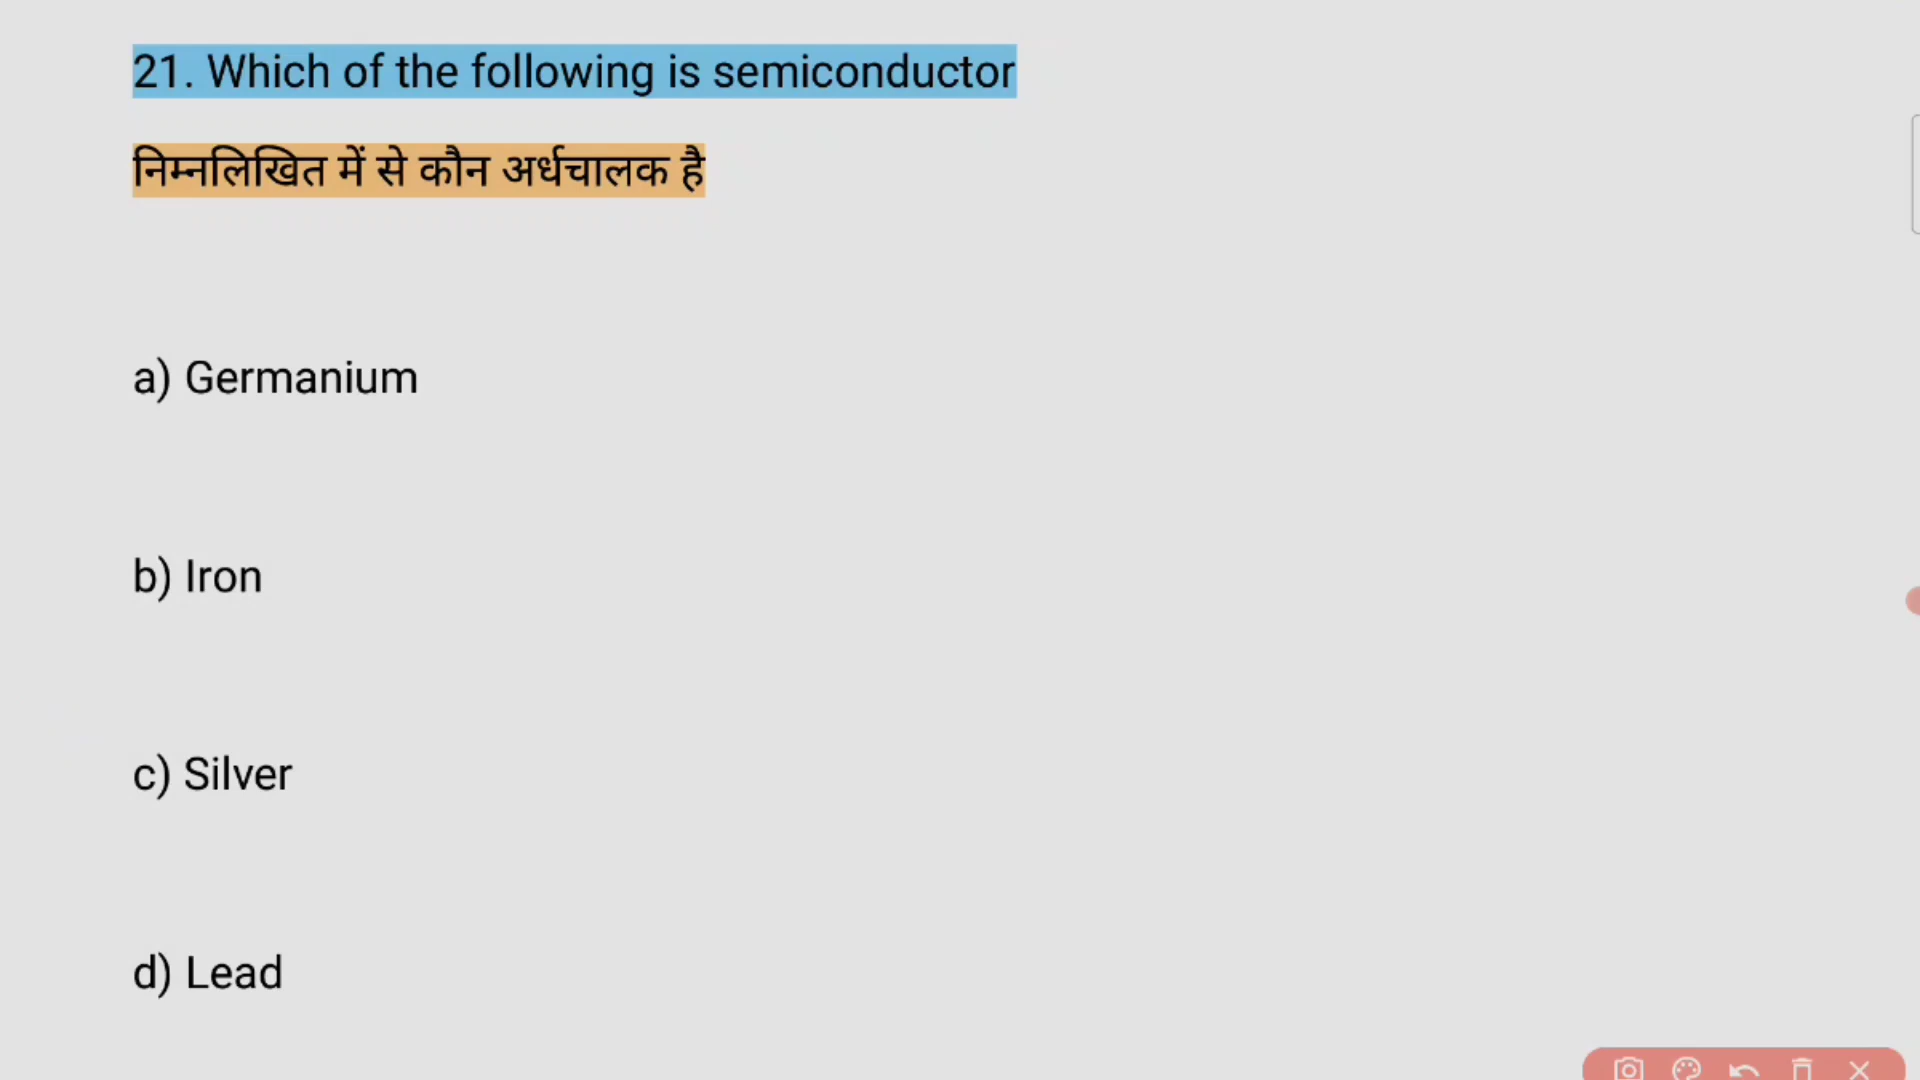 21. Which of the following is semiconductor
निम्नलिखित में से कौन अर्धचालक है
a) Germanium
b) Iron
c) Silver
d) Lead